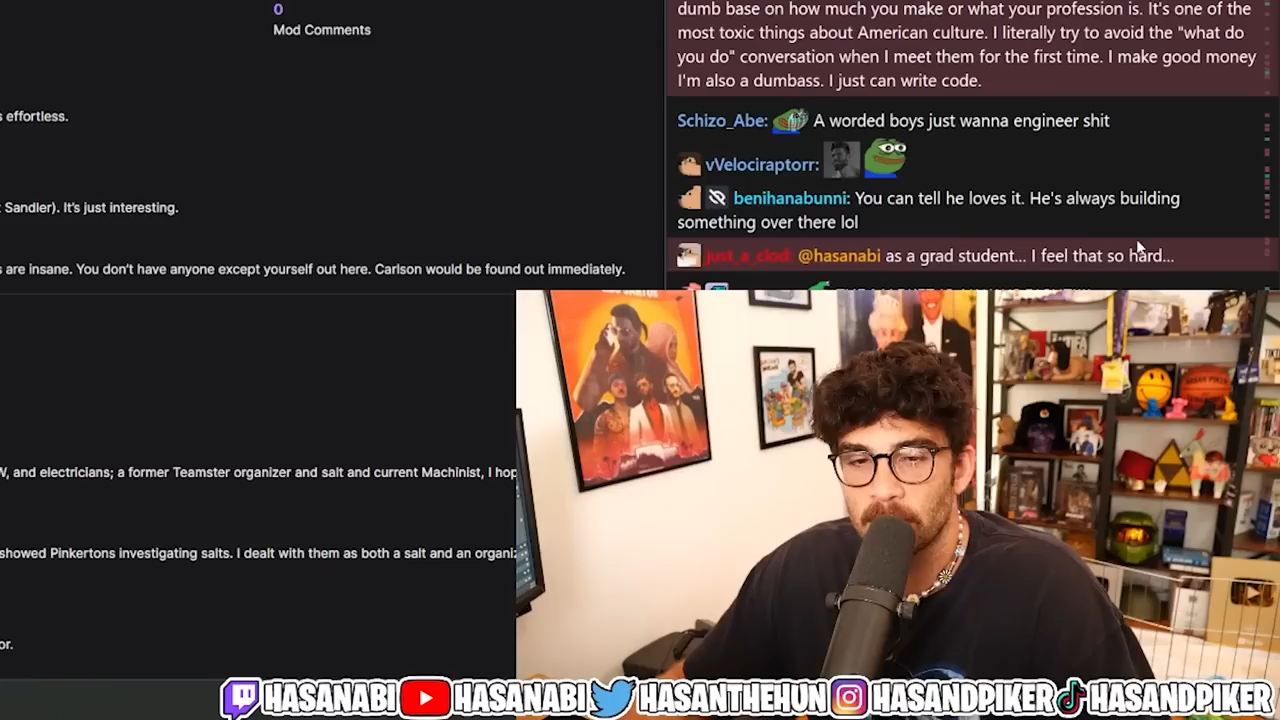 0
Mod Comments
s effortless.
t Sandler). It's just interesting.
s are insane. You don't have anyone except yourself out here. Carlson would be found out immediately.
W, and electricians; a former Teamster organizer and salt and current Machinist, I hop
showed Pinkertons investigating salts. I dealt with them as both a salt and an organiz
or.
dumb base on how much you make or what your profession is. It's one of the
most toxic things about American culture. I literally try to avoid the "what do
you do" conversation when I meet them for the first time. I make good money
I'm also a dumbass. I just can write code.
Schizo_Abe: A worded boys just wanna engineer shit
vVelociraptorr:
benihanabunni: You can tell he loves it. He's always building
something over there lol
just_a_clod: @hasanabi as a grad student... I feel that so hard...
HASANABI HASANABI HASANTHEHUN HASANDPIKER HASANDPIKER